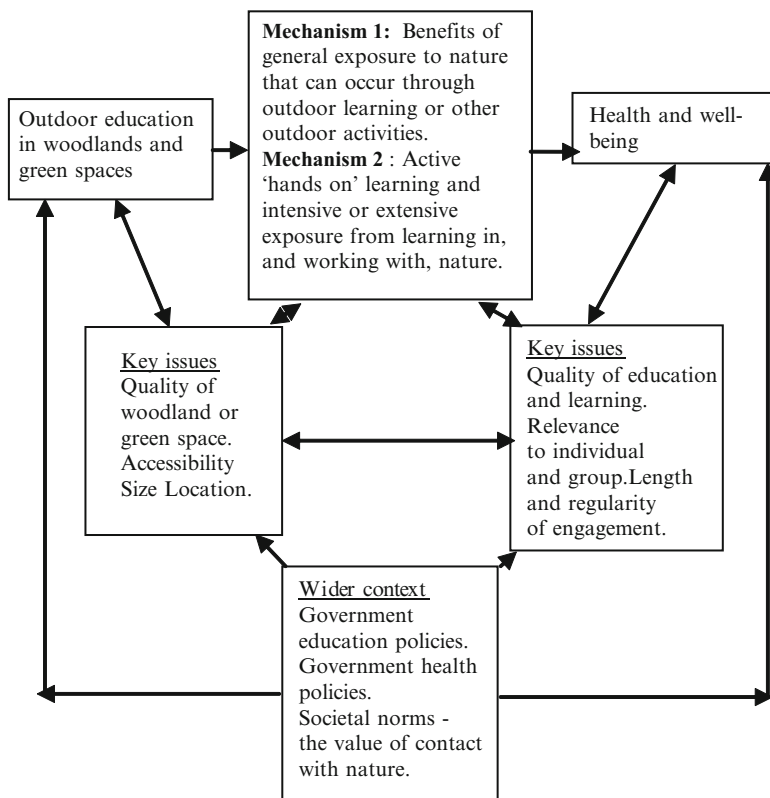 Outdoor education
in woodlands and
green spaces
Mechanism 1: Benefits of
general exposure to nature
that can occur through
outdoor learning or other
outdoor activities.
Mechanism 2 : Active
‘hands on’ learning and
intensive or extensive
exposure from learning in,
and working with, nature.
Health and well-
being
Key issues
Quality of
woodland or
green space.
Accessibility
Size Location.
Key issues
Quality of education
and learning.
Relevance
to individual
and group.Length
and regularity
of engagement.
Wider context
Government
education policies.
Government health
policies.
Societal norms -
the value of contact
with nature.